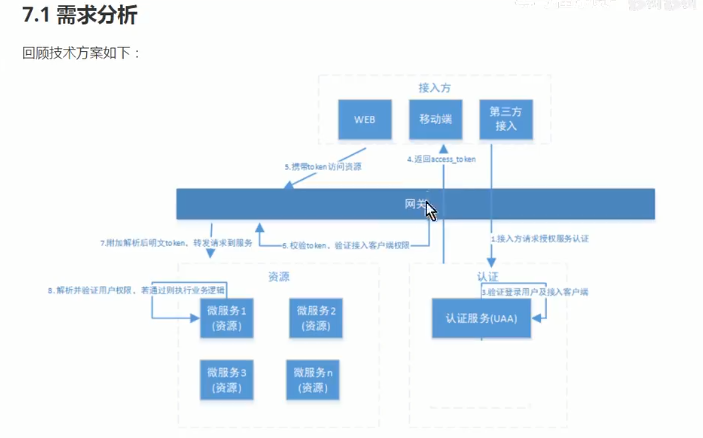 7.1 需求分析
回顾技术方案如下：
接入方
WEB
移动端
第三方
接入
5.携带token访问资源
4.返回access_token
网关
7.附加解析后明文token，转发请求到服务
6.校验token，验证接入客户端权限
1.接入方请求授权服务认证
资源
认证
8.解析并验证用户权限，若通过则执行业务逻辑
3.验证登录用户及接入客户端
微服务1
(资源)
微服务2
(资源)
认证服务(UAA)
微服务3
(资源)
微服务n
(资源)